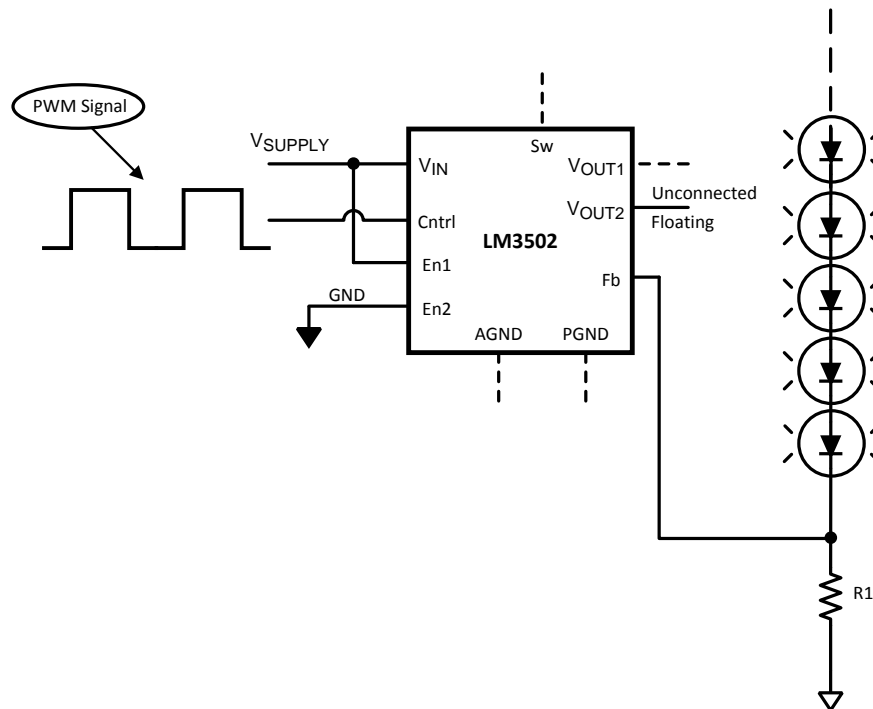 PWM Signal
VSUPPLY
Sw
VIN
VOUT1
Unconnected
Cntrl
VOUT2
Floating
LM3502
En1
Fb
GND
En2
AGND
PGND
R1